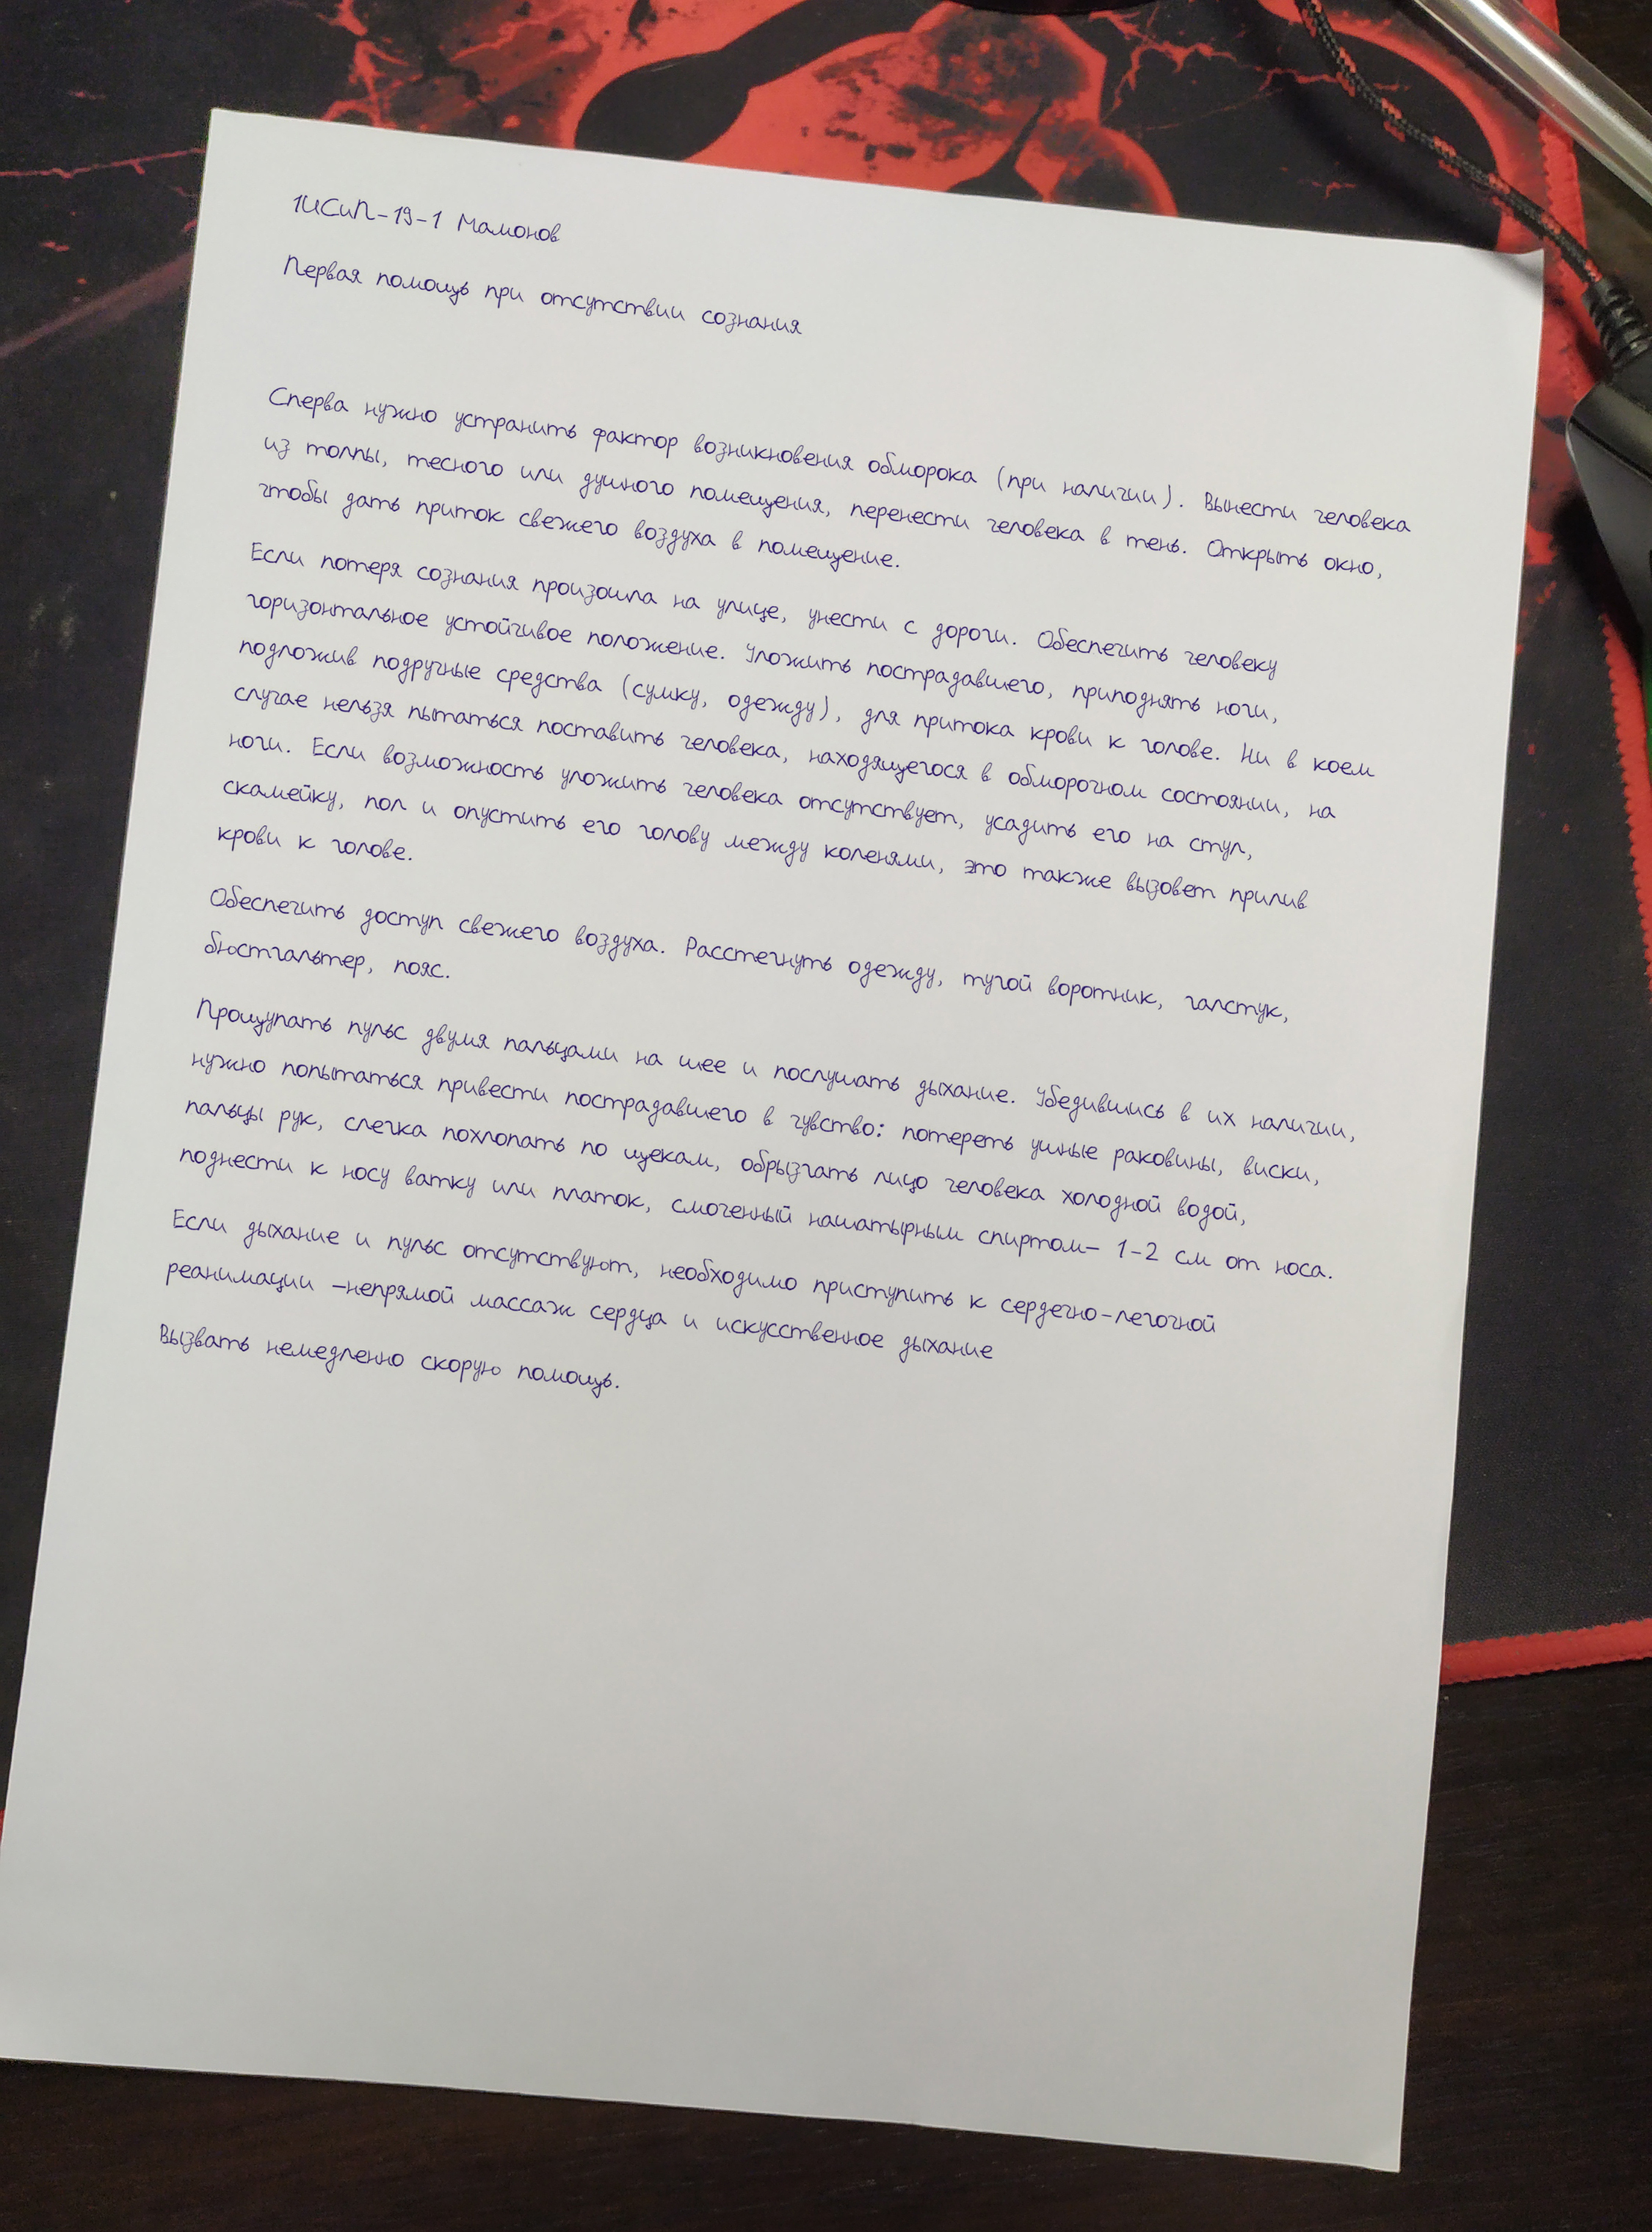 1ИСиП-19-1 Мамонов
Первая помощь при отсутствии сознания
Сперва нужно устранить фактор возникновения обморока (при наличии). Вынести человека
из толпы, тесного или душного помещения, перенести человека в тень. Открыть окно,
чтобы дать приток свежего воздуха в помещение.
Если потеря сознания произошла на улице, унести с дороги. Обеспечить человеку
горизонтальное устойчивое положение. Уложить пострадавшего, приподнять ноги,
подложив подручные средства (сумку, одежду), для притока крови к голове. Ни в коем
случае нельзя пытаться поставить человека, находящегося в обморочном состоянии, на
ноги. Если возможность уложить человека отсутствует, усадить его на стул,
скамейку, пол и опустить его голову между коленями, это также вызовет прилив
крови к голове.
Обеспечить доступ свежего воздуха. Расстегнуть одежду, тугой воротник, галстук,
бюстгальтер, пояс.
Прощупать пульс двумя пальцами на шее и послушать дыхание. Убедившись в их наличии,
нужно попытаться привести пострадавшего в чувство: потереть ушные раковины, виски,
пальцы рук, слегка похлопать по щекам, обрызгать лицо человека холодной водой,
поднести к носу ватку или платок, смоченный нашатырным спиртом- 1-2 см от носа.
Если дыхание и пульс отсутствуют, необходимо приступить к сердечно-легочной
реанимации -непрямой массаж сердца и искусственное дыхание
Вызвать немедленно скорую помощь.